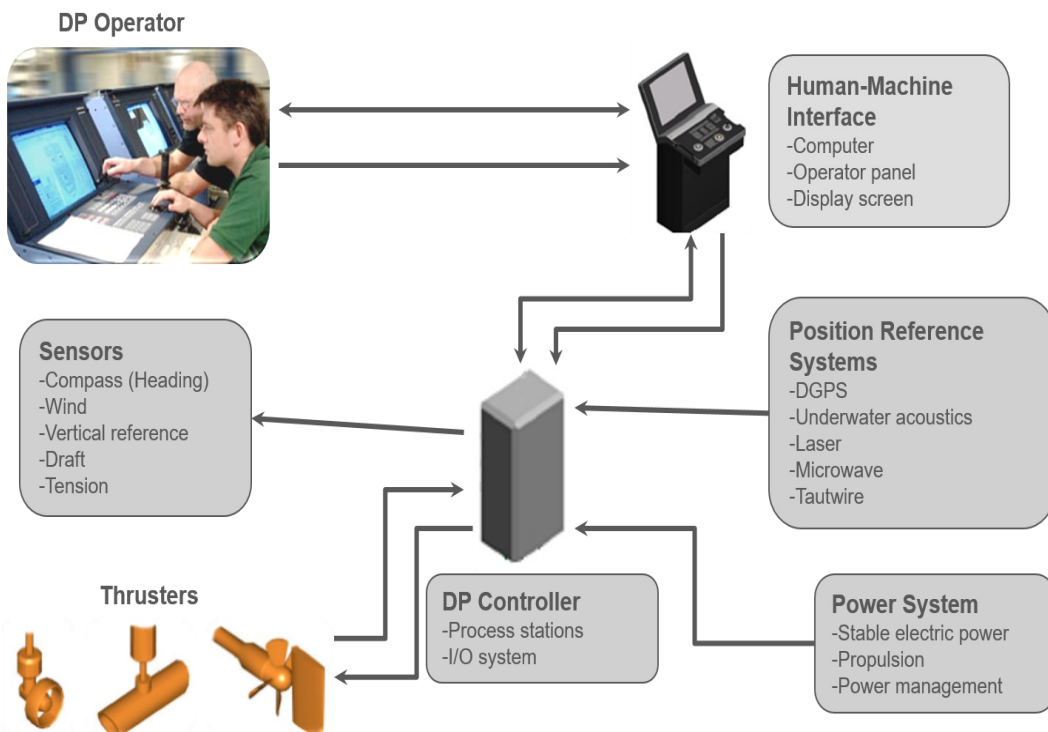 DP Operator
Human-Machine
Interface
-Computer
-Operator panel
-Display screen
Sensors
-Compass (Heading)
-Wind
-Vertical reference
-Draft
-Tension
Position Reference
Systems
-DGPS
-Underwater acoustics
-Laser
-Microwave
-Tautwire
Thrusters
DP Controller
-Process stations
-I/O system
Power System
-Stable electric power
-Propulsion
-Power management